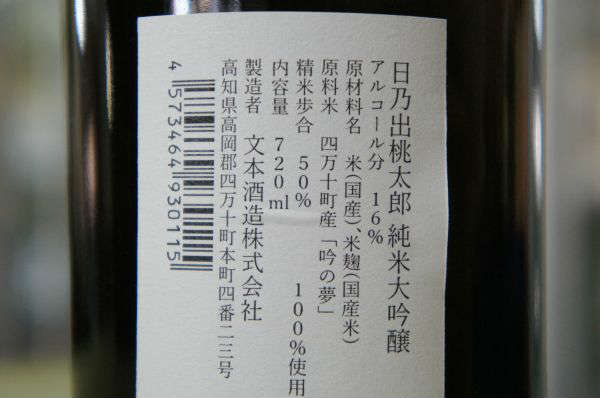 日乃出桃太郎 純米大吟醸
アルコール分 16%
原材料名 米(国産)、米麹(国産米)
原料米 四万十町産「吟の夢」
100%使用
精米歩合 50%
内容量 720ml
製造者 文本酒造株式会社
高知県高岡郡四万十町本町四番二三号
4573464930115